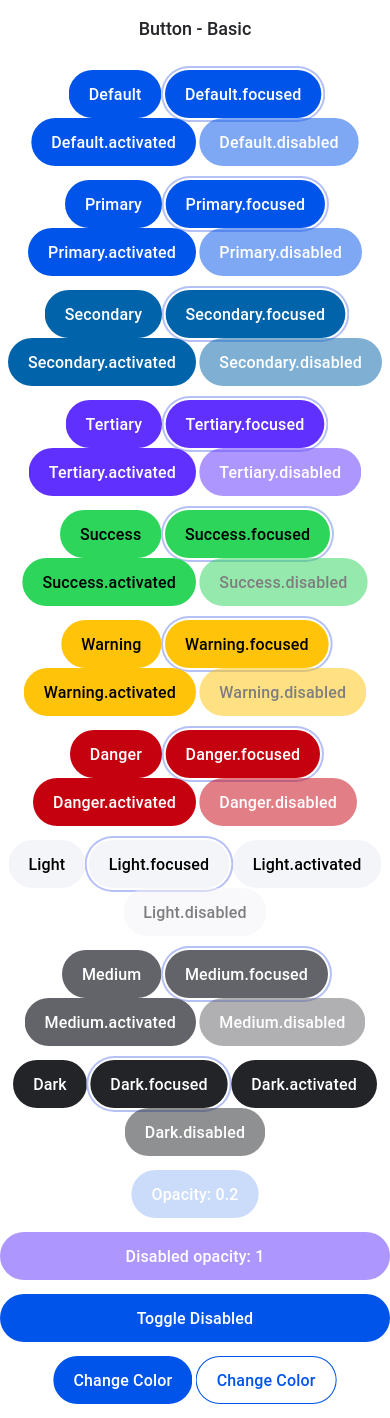 Button - Basic
Default Default.focused
Default.activated Default.disabled
Primary Primary.focused
Primary.activated Primary.disabled
Secondary Secondary.focused
Secondary.activated Secondary.disabled
Tertiary Tertiary.focused
Tertiary.activated Tertiary.disabled
Success Success.focused
Success.activated Success.disabled
Warning Warning.focused
Warning.activated Warning.disabled
Danger Danger.focused
Danger.activated Danger.disabled
Light Light.focused Light.activated
Light.disabled
Medium Medium.focused
Medium.activated Medium.disabled
Dark Dark.focused Dark.activated
Dark.disabled
Opacity: 0.2
Disabled opacity: 1
Toggle Disabled
Change Color Change Color